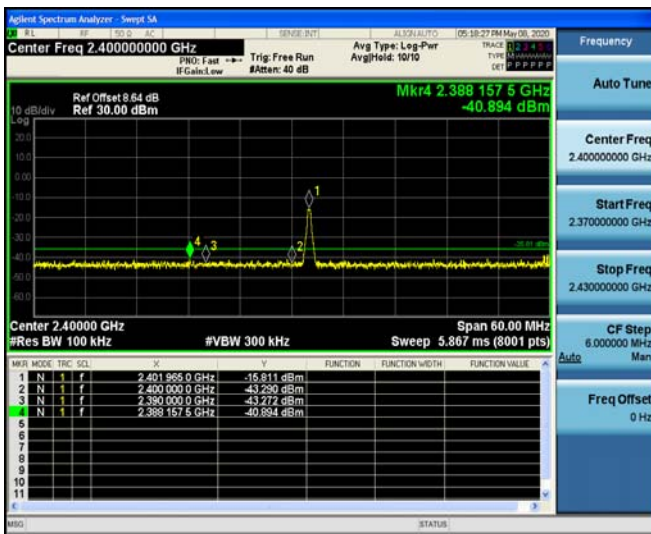 Agilent Spectrum Analyzer - Swept SA
RL RF 50 Ω AC SENSE:INT ALIGN AUTO 05:18:27 PM May 08, 2020
Center Freq 2.400000000 GHz
PNO: Fast
IFGain:Low
Trig: Free Run
#Atten: 40 dB
Avg Type: Log-Pwr
Avg|Hold: 10/10
TRACE 1 2 3 4 5 6
TYPE
DET P P P P P P
Mkr4 2.388 157 5 GHz
-40.894 dBm
Ref Offset 8.64 dB
10 dB/div Ref 30.00 dBm
Log
20.0
10.0
0.00
-10.0
-20.0
-30.0
-40.0
-50.0
-60.0
1
4
3
2
Center 2.40000 GHz Span 60.00 MHz
#Res BW 100 kHz #VBW 300 kHz Sweep 5.867 ms (8001 pts)
MKR MODE TRC SCL X Y FUNCTION FUNCTION WIDTH FUNCTION VALUE
1 N 1 f 2.401 965 0 GHz -15.811 dBm
2 N 1 f 2.400 000 0 GHz -43.290 dBm
3 N 1 f 2.390 000 0 GHz -43.272 dBm
4 N 1 f 2.388 157 5 GHz -40.894 dBm
5
6
7
8
9
10
11
MSG STATUS
Frequency
Auto Tune
Center Freq
2.400000000 GHz
Start Freq
2.370000000 GHz
Stop Freq
2.430000000 GHz
CF Step
6.000000 MHz
Auto Man
Freq Offset
0 Hz